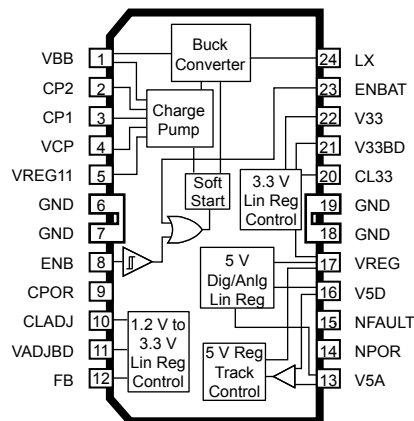 VBB 1
CP2 2
CP1 3
VCP 4
VREG11 5
GND 6
GND 7
ENB 8
CPOR 9
CLADJ 10
VADJBD 11
FB 12
Buck
Converter
Charge
Pump
Soft
Start
3.3 V
Lin Reg
Control
5 V
Dig/Anlg
Lin Reg
1.2 V to
3.3 V
Lin Reg
Control
5 V Reg
Track
Control
24 LX
23 ENBAT
22 V33
21 V33BD
20 CL33
19 GND
18 GND
17 VREG
16 V5D
15 NFAULT
14 NPOR
13 V5A